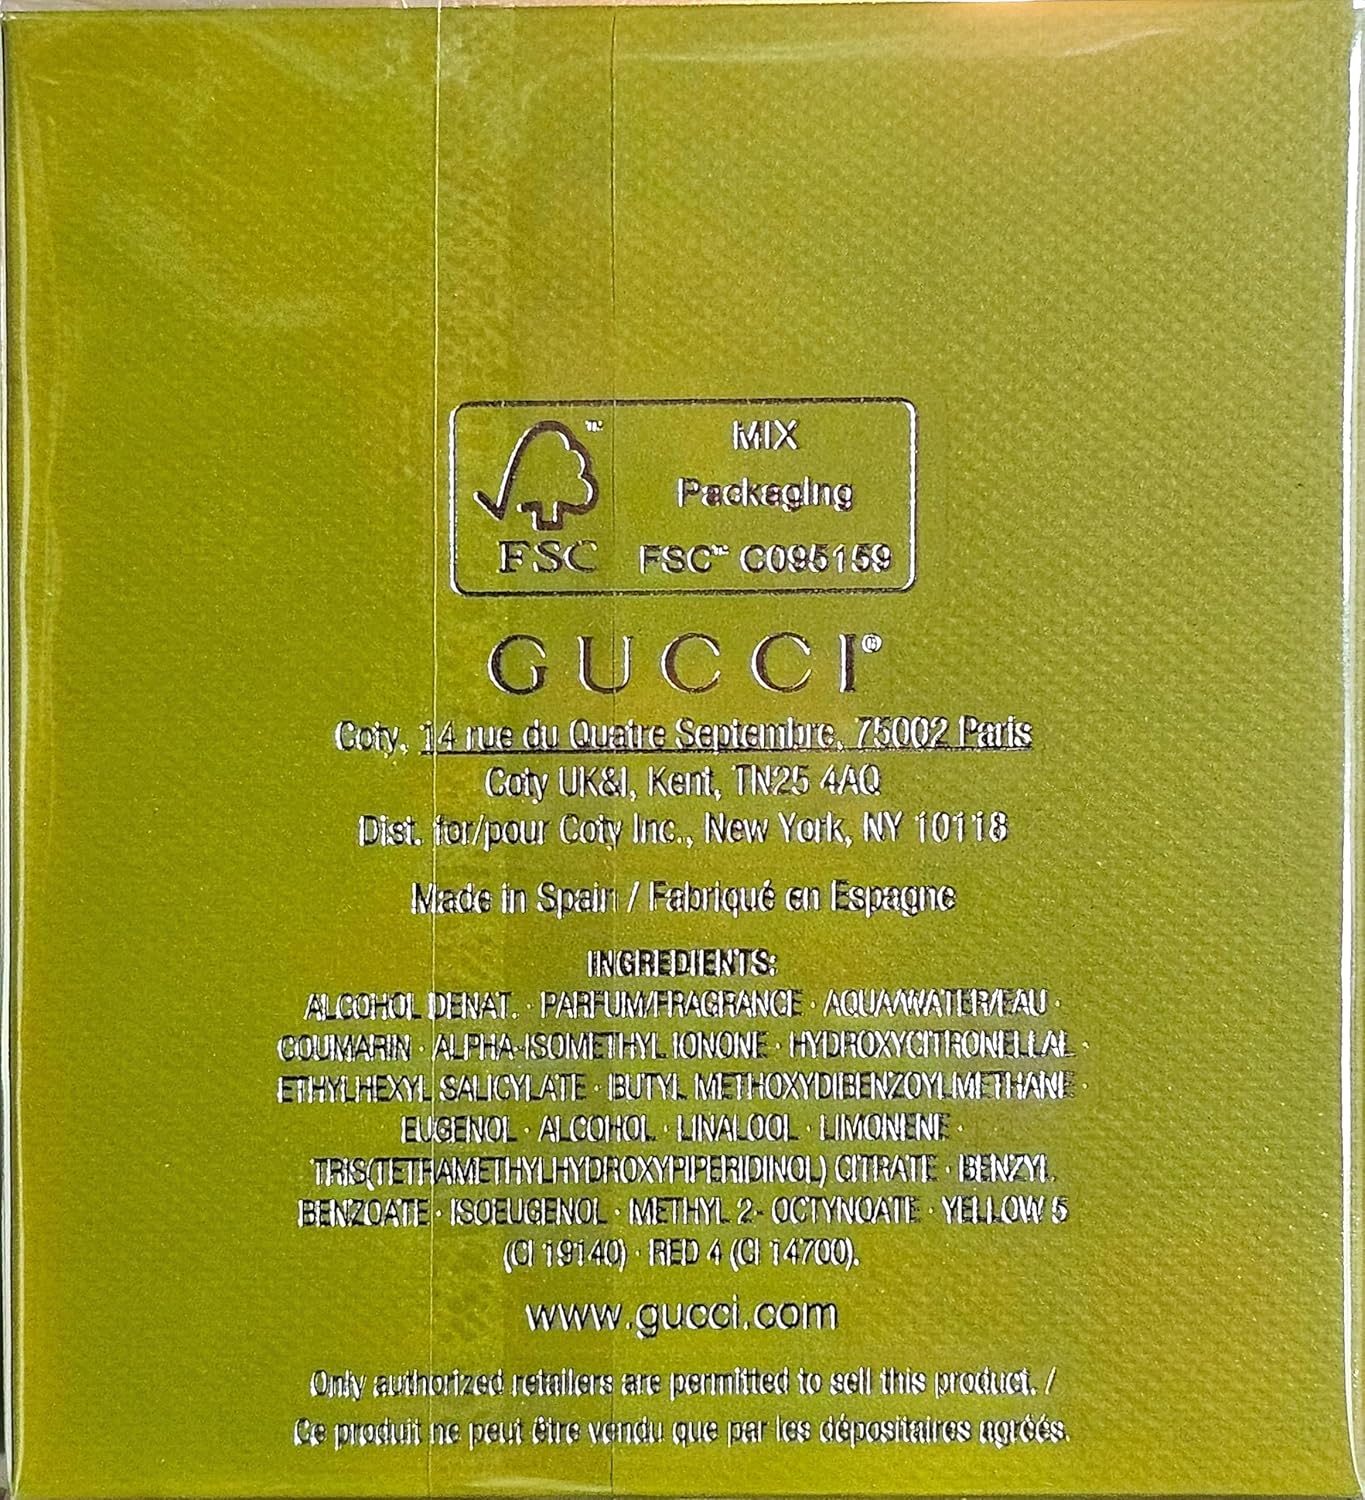 MIX
Packaging
FSC™ C095159
FSC
GUCCI®
Coty, 14 rue du Quatre Septembre, 75002 Paris
Coty UK&I, Kent, TN25 4AQ
Dist. for/pour Coty Inc., New York, NY 10118
Made in Spain / Fabriqué en Espagne
INGREDIENTS:
ALCOHOL DENAT. · PARFUM/FRAGRANCE · AQUA/WATER/EAU ·
COUMARIN · ALPHA-ISOMETHYL IONONE · HYDROXYCITRONELLAL ·
ETHYLHEXYL SALICYLATE · BUTYL METHOXYDIBENZOYLMETHANE ·
EUGENOL · ALCOHOL · LINALOOL · LIMONENE ·
TRIS(TETRAMETHYLHYDROXYPIPERIDINOL) CITRATE · BENZYL
BENZOATE · ISOEUGENOL · METHYL 2- OCTYNOATE · YELLOW 5
(CI 19140) · RED 4 (CI 14700).
www.gucci.com
Only authorized retailers are permitted to sell this product. /
Ce produit ne peut être vendu que par les dépositaires agréés.